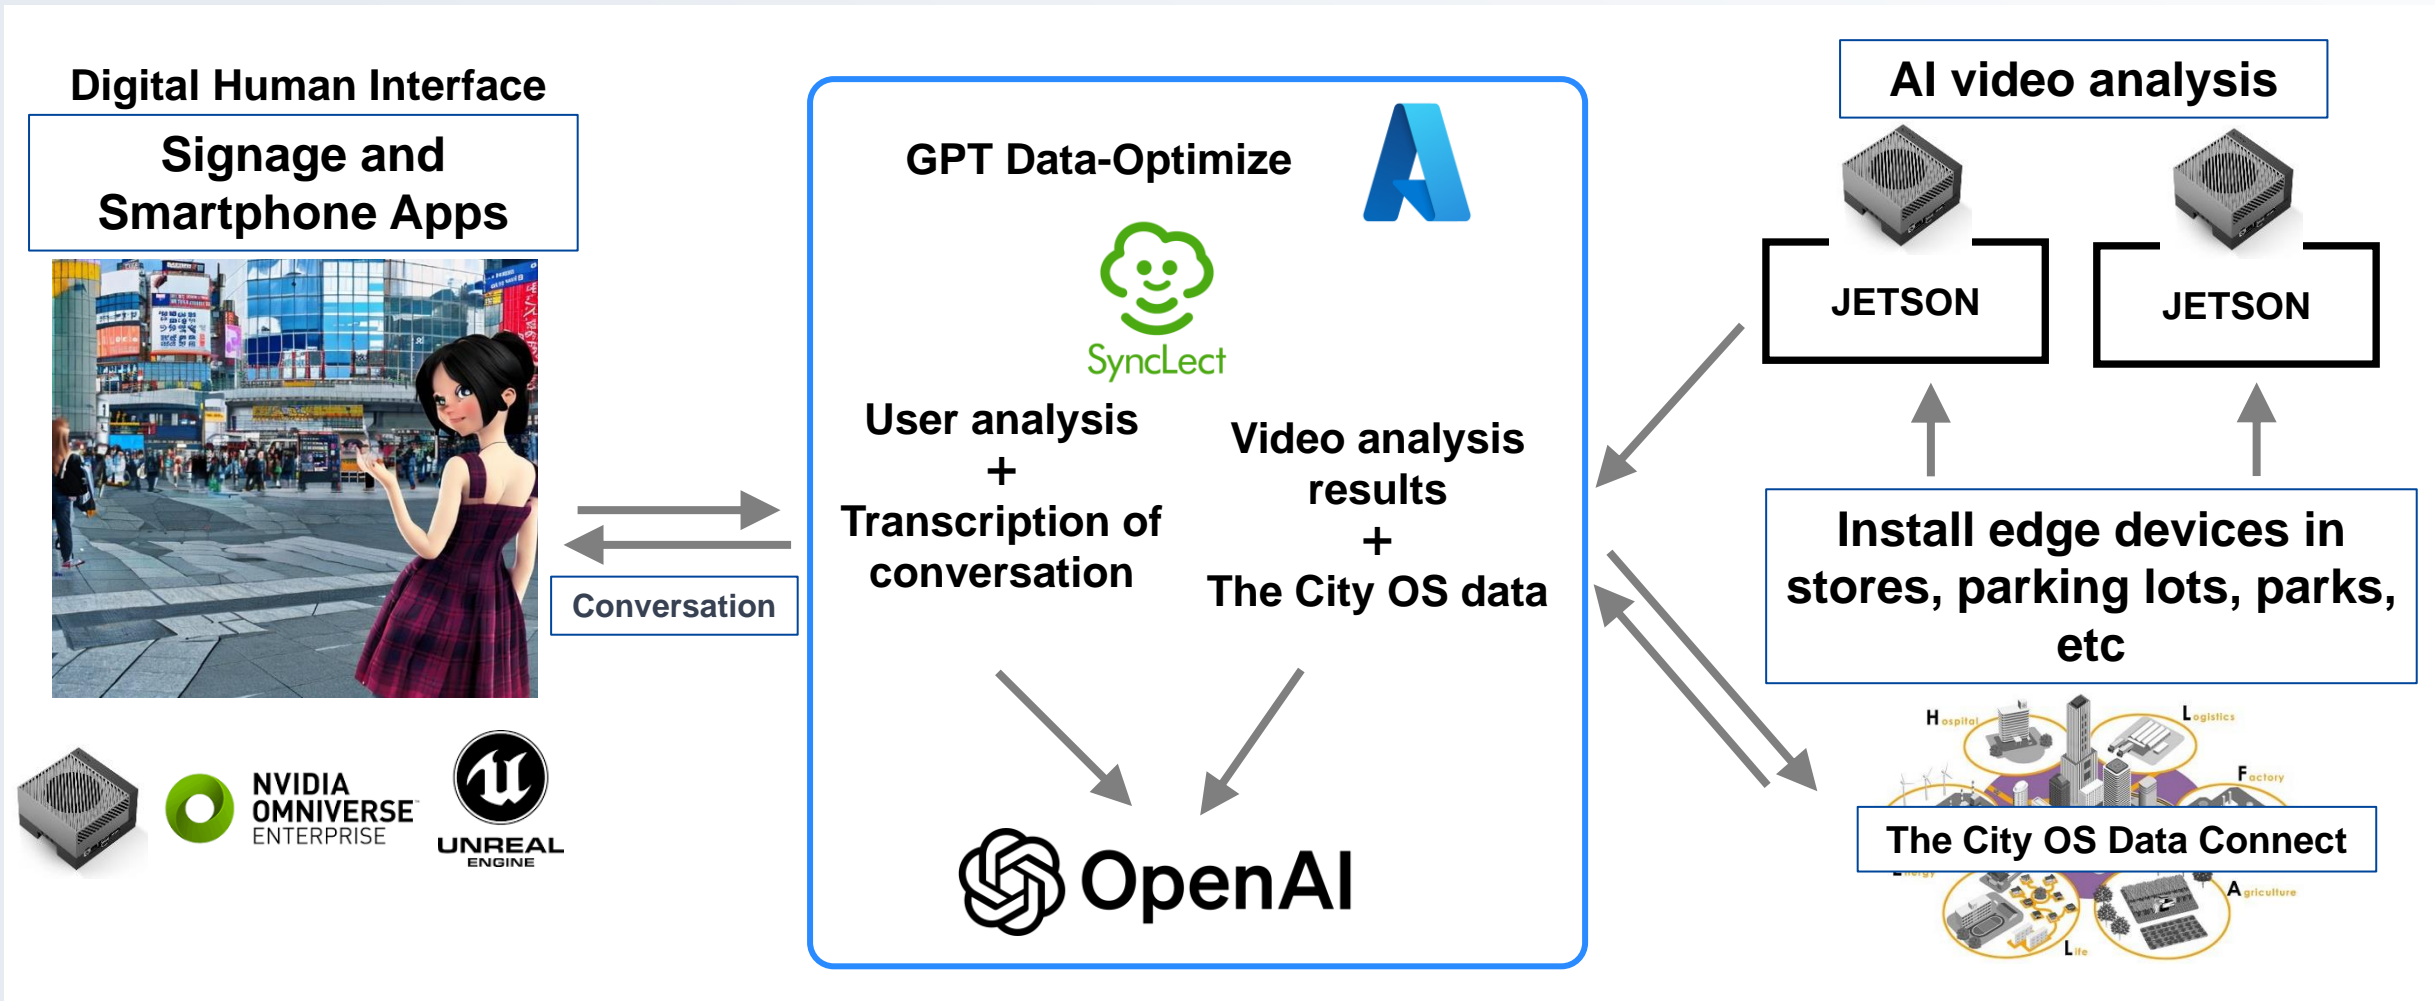 Digital Human Interface
Signage and
Smartphone Apps
NVIDIA
OMNIVERSE™
ENTERPRISE
UNREAL
ENGINE
Conversation
GPT Data-Optimize
SyncLect
User analysis
+
Transcription of
conversation
Video analysis
results
+
The City OS data
OpenAI
AI video analysis
JETSON
JETSON
Install edge devices in
stores, parking lots, parks,
etc
Hospital
Logistics
Factory
The City OS Data Connect
Agriculture
Life